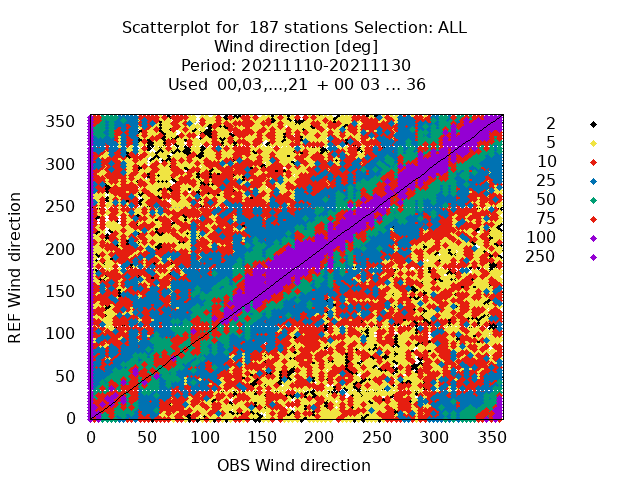 Scatterplot for 187 stations Selection: ALL
Wind direction [deg]
Period: 20211110-20211130
Used 00,03,...,21 + 00 03 ... 36
REF Wind direction
350
300
250
200
150
100
50
0
0 50 100 150 200 250 300 350
OBS Wind direction
2
5
10
25
50
75
100
250